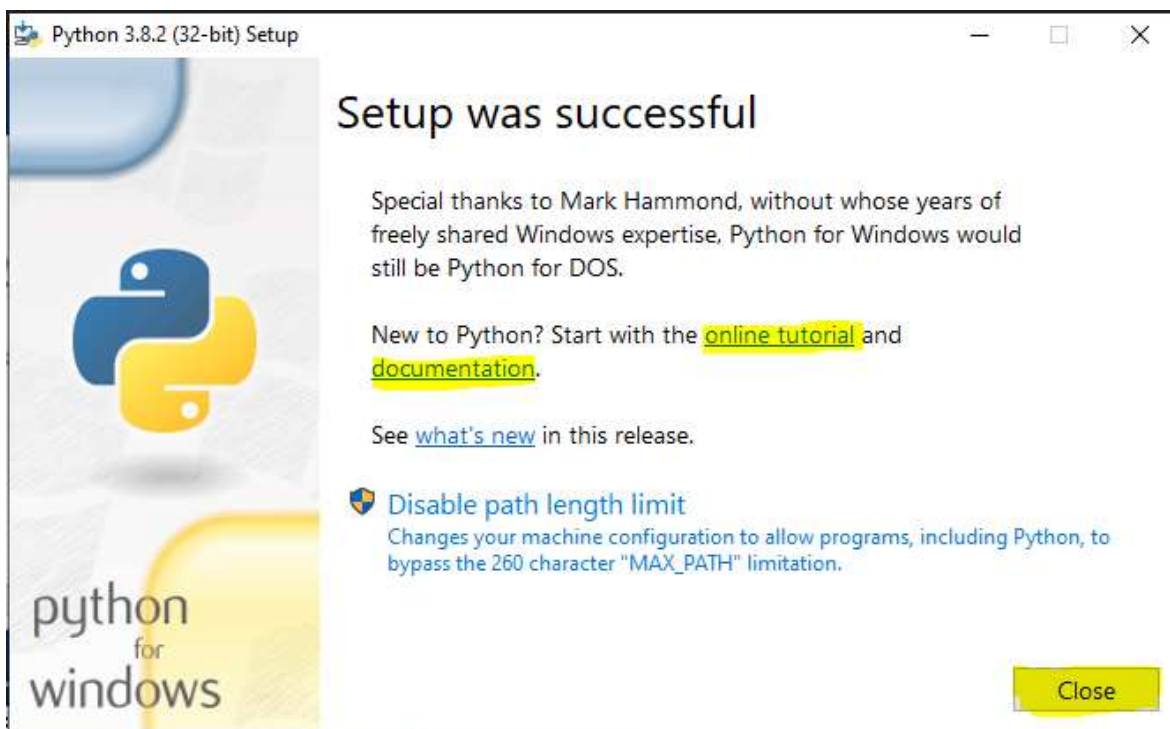 Python 3.8.2 (32-bit) Setup
Setup was successful
Special thanks to Mark Hammond, without whose years of
freely shared Windows expertise, Python for Windows would
still be Python for DOS.
New to Python? Start with the online tutorial and
documentation.
See what's new in this release.
Disable path length limit
Changes your machine configuration to allow programs, including Python, to
bypass the 260 character "MAX_PATH" limitation.
python
for
windows
Close